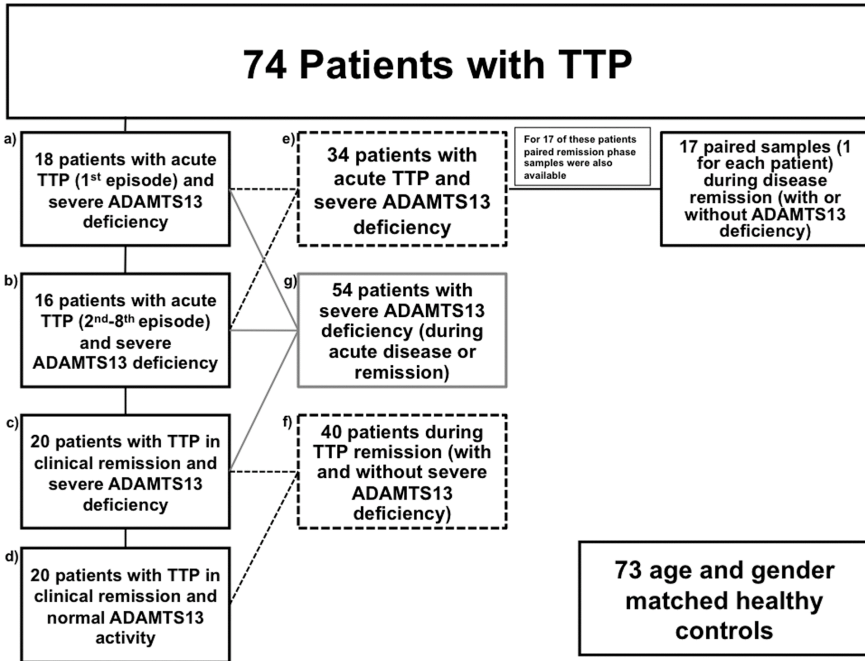 74 Patients with TTP
a)
18 patients with acute
TTP (1st episode) and
severe ADAMTS13
deficiency
e)
34 patients with
acute TTP and
severe ADAMTS13
deficiency
For 17 of these patients
paired remission phase
samples were also
available
17 paired samples (1
for each patient)
during disease
remission (with or
without ADAMTS13
deficiency)
b)
16 patients with acute
TTP (2nd-8th episode)
and severe
ADAMTS13 deficiency
g)
54 patients with
severe ADAMTS13
deficiency (during
acute disease or
remission)
c)
20 patients with TTP in
clinical remission and
severe ADAMTS13
deficiency
f)
40 patients during
TTP remission (with
and without severe
ADAMTS13
deficiency)
d)
20 patients with TTP in
clinical remission and
normal ADAMTS13
activity
73 age and gender
matched healthy
controls